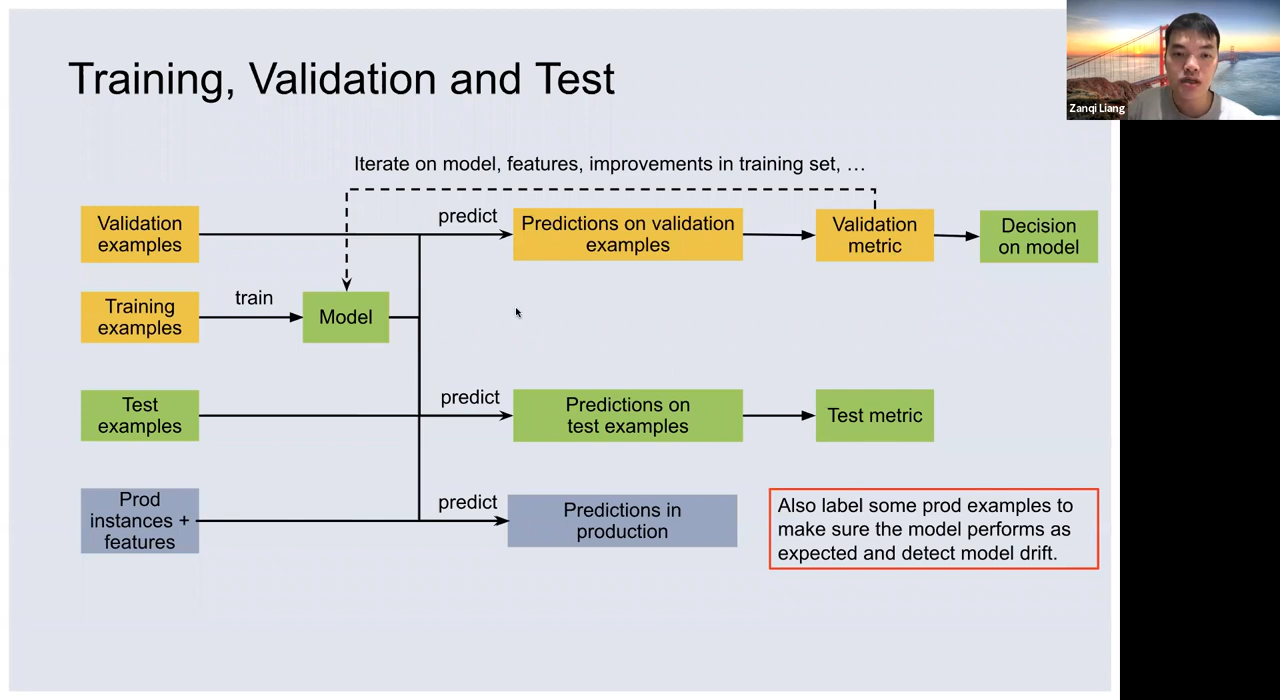 Training, Validation and Test
Zanqi Liang
Iterate on model, features, improvements in training set, …
Validation
examples
predict
Predictions on validation
examples
Validation
metric
Decision
on model
Training
examples
train
Model
Test
examples
predict
Predictions on
test examples
Test metric
Prod
instances +
features
predict
Predictions in
production
Also label some prod examples to
make sure the model performs as
expected and detect model drift.